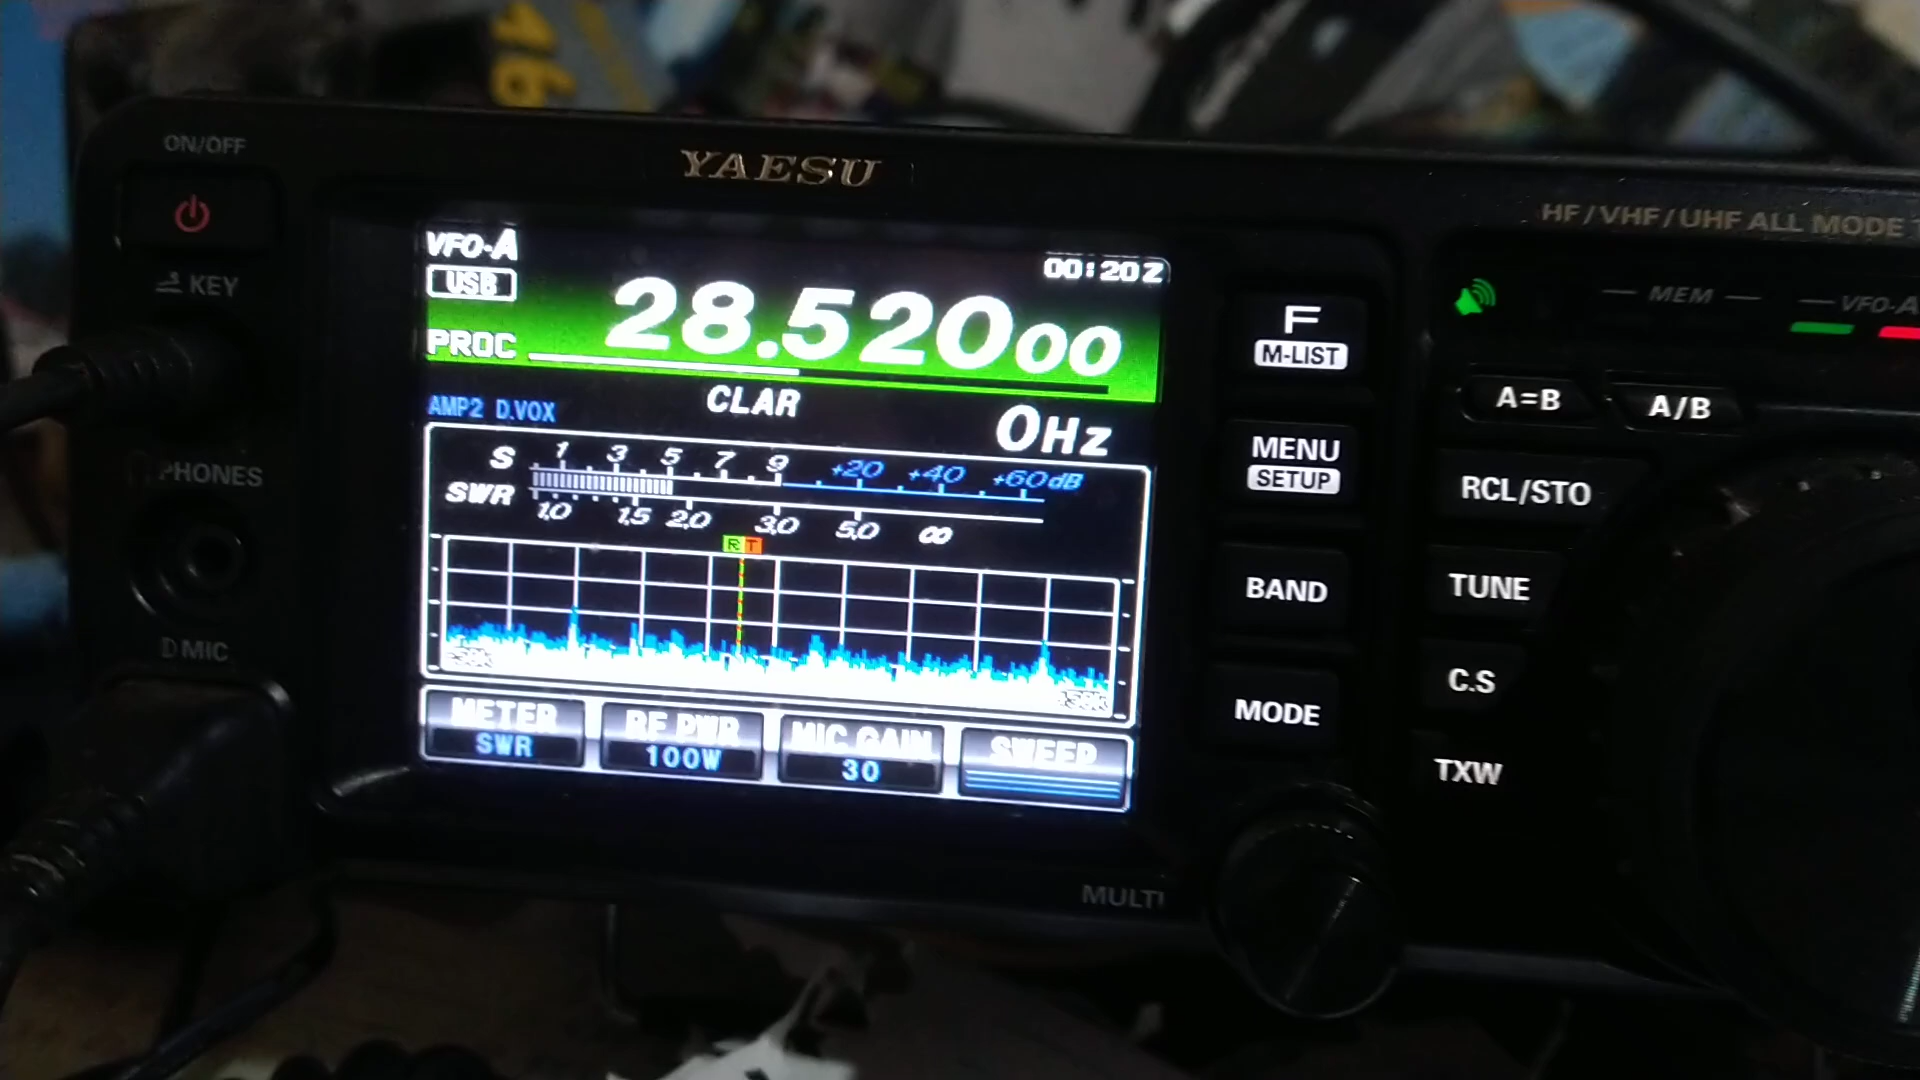 16
ON/OFF
YAESU
HF/VHF/UHF ALL MODE
KEY
PHONES
D MIC
VFO-A
00:20Z
USB
28.520 00
PROC
CLAR
0Hz
AMP2 D.VOX
S 1 3 5 7 9 +20 +40 +60dB
SWR 1.0 1.5 2.0 3.0 5.0 ∞
R T
METER
SWR
RF PWR
100W
MIC GAIN
30
SWEEP
F
M-LIST
MENU
SETUP
BAND
MODE
MULTI
MEM
VFO-A
A=B
A/B
RCL/STO
TUNE
C.S
TXW